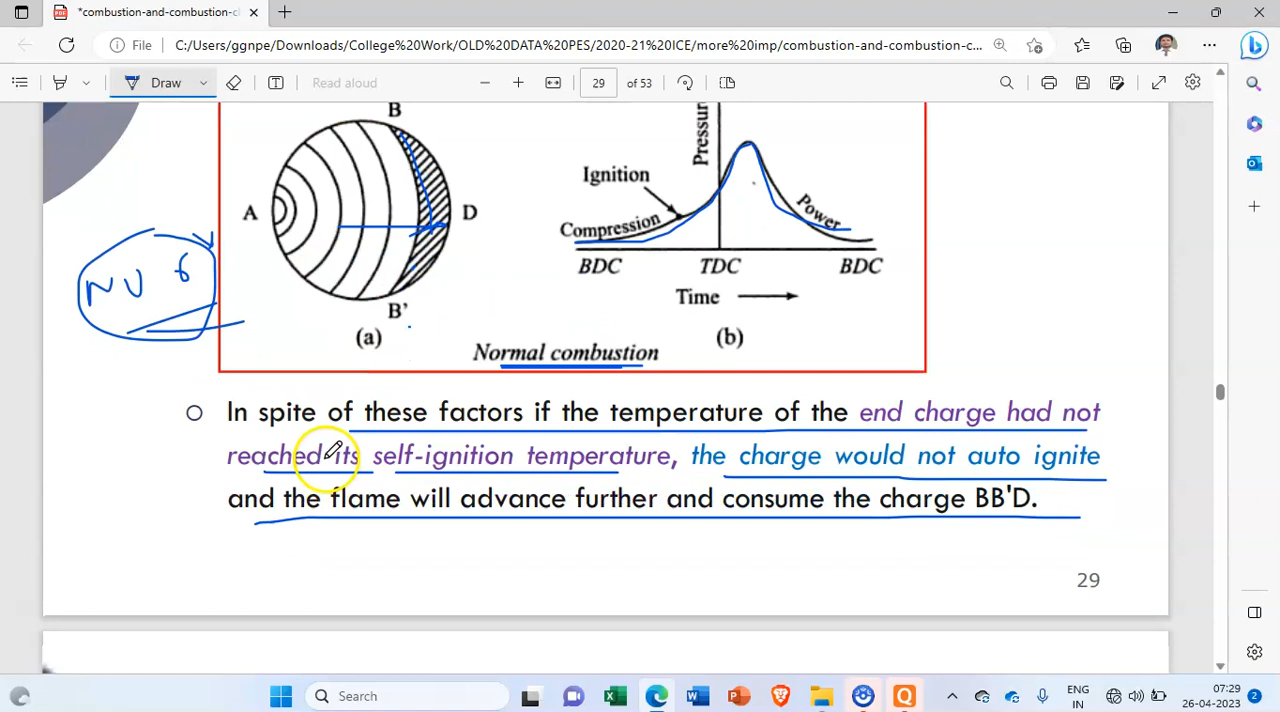 *combustion-and-combustion-cl
File
C:/Users/ggnpe/Downloads/College%20Work/OLD%20DATA%20PES/2020-21%20ICE/more%20imp/combustion-and-combustion-c...
Draw
Read aloud
29 of 53
B
A
D
B'
(a)
Pressure
Ignition
Compression
Power
BDC TDC BDC
Time
(b)
Normal combustion
NU 6
In spite of these factors if the temperature of the end charge had not
reached its self-ignition temperature, the charge would not auto ignite
and the flame will advance further and consume the charge BB'D.
29
Search
ENG
IN
07:29
26-04-2023
2